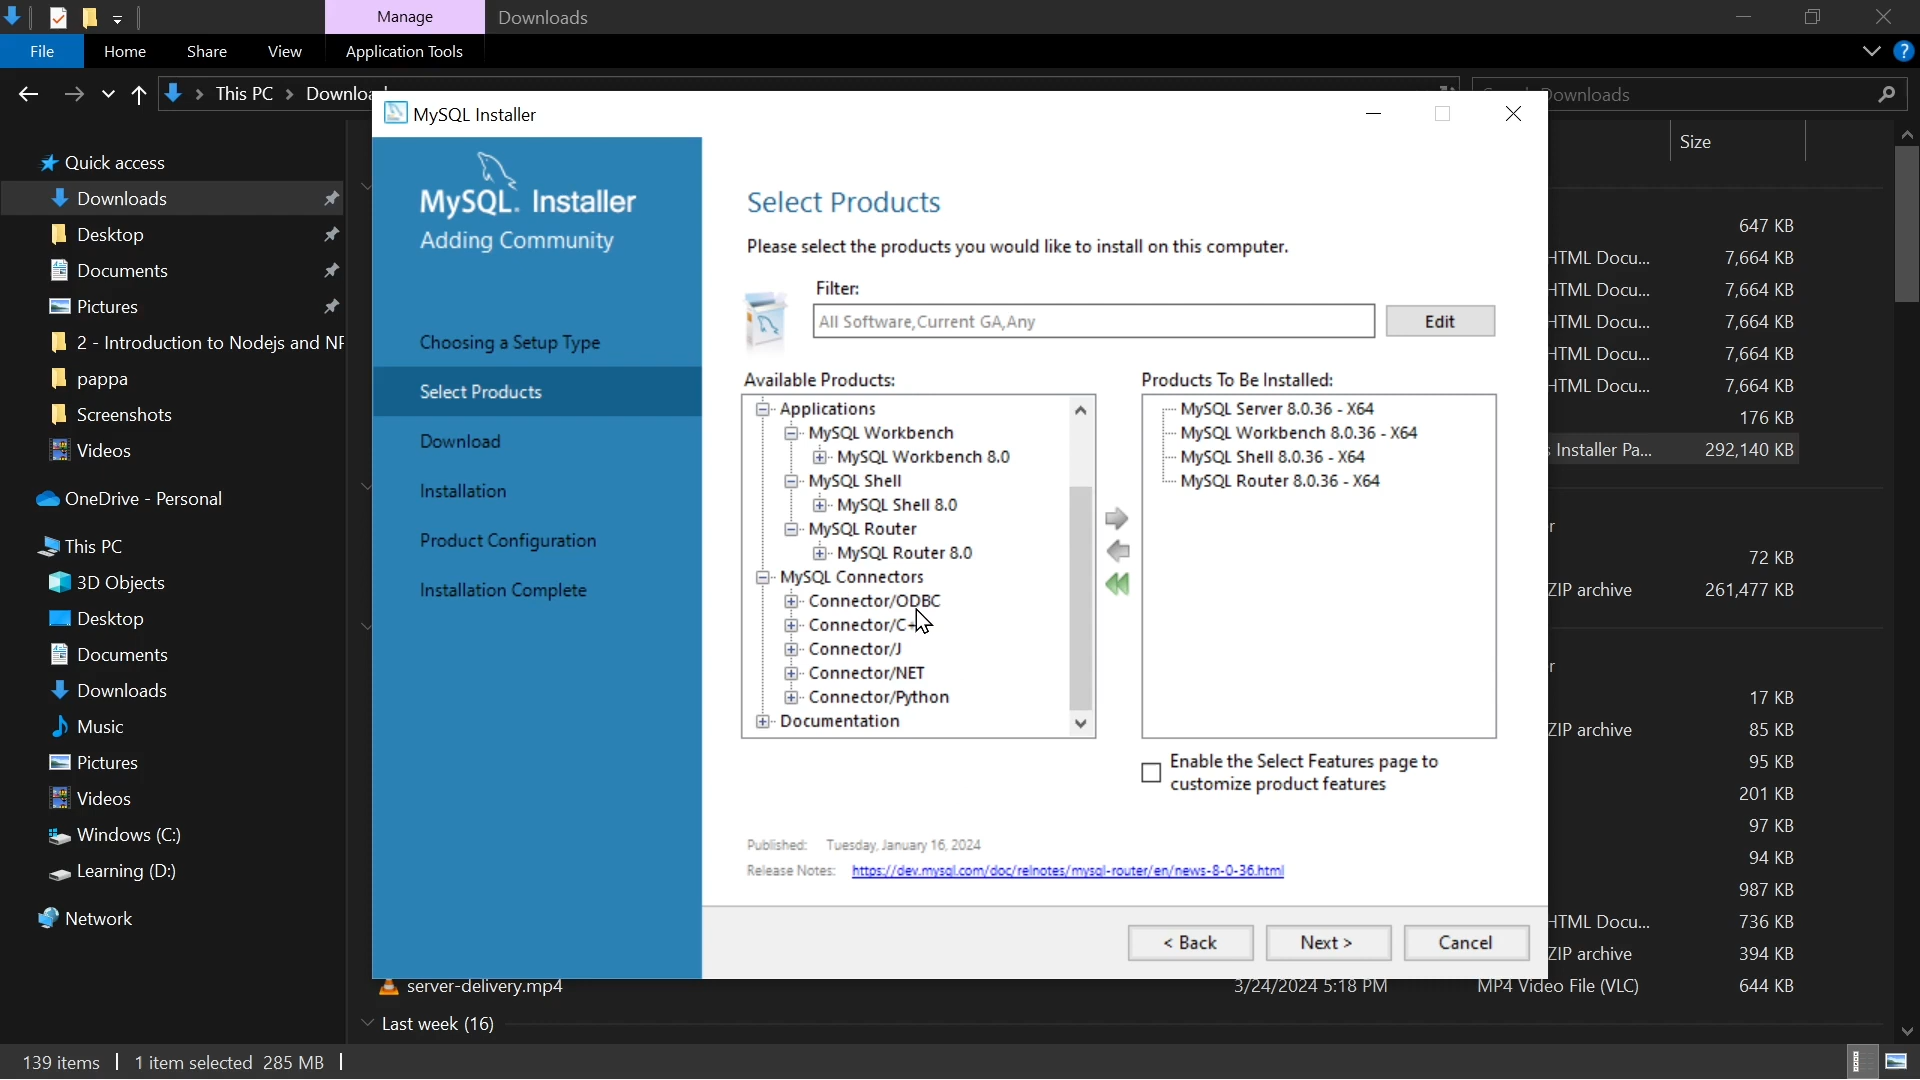 Manage
Downloads
File
Home
Share
View
Application Tools
This PC
Downloa
Downloads
MySQL Installer
Size
Quick access
Downloads
Desktop
Documents
Pictures
2 - Introduction to Nodejs and NP
pappa
Screenshots
Videos
OneDrive - Personal
This PC
3D Objects
Desktop
Documents
Downloads
Music
Pictures
Videos
Windows (C:)
Learning (D:)
Network
MySQL. Installer
Adding Community
Choosing a Setup Type
Select Products
Download
Installation
Product Configuration
Installation Complete
Select Products
Please select the products you would like to install on this computer.
Filter:
All Software,Current GA,Any
Edit
Available Products:
Applications
MySQL Workbench
MySQL Workbench 8.0
MySQL Shell
MySQL Shell 8.0
MySQL Router
MySQL Router 8.0
MySQL Connectors
Connector/ODBC
Connector/C+
Connector/J
Connector/NET
Connector/Python
Documentation
Products To Be Installed:
MySQL Server 8.0.36 - X64
MySQL Workbench 8.0.36 - X64
MySQL Shell 8.0.36 - X64
MySQL Router 8.0.36 - X64
Enable the Select Features page to
customize product features
Published: Tuesday, January 16, 2024
Release Notes: https://dev.mysql.com/doc/relnotes/mysql-router/en/news-8-0-36.html
< Back
Next >
Cancel
647 KB
HTML Docu... 7,664 KB
HTML Docu... 7,664 KB
HTML Docu... 7,664 KB
HTML Docu... 7,664 KB
HTML Docu... 7,664 KB
176 KB
s Installer Pa... 292,140 KB
r
72 KB
ZIP archive 261,477 KB
r
17 KB
ZIP archive 85 KB
95 KB
201 KB
97 KB
94 KB
987 KB
HTML Docu... 736 KB
ZIP archive 394 KB
server-delivery.mp4 3/24/2024 5:18 PM MP4 Video File (VLC) 644 KB
Last week (16)
139 items
1 item selected 285 MB